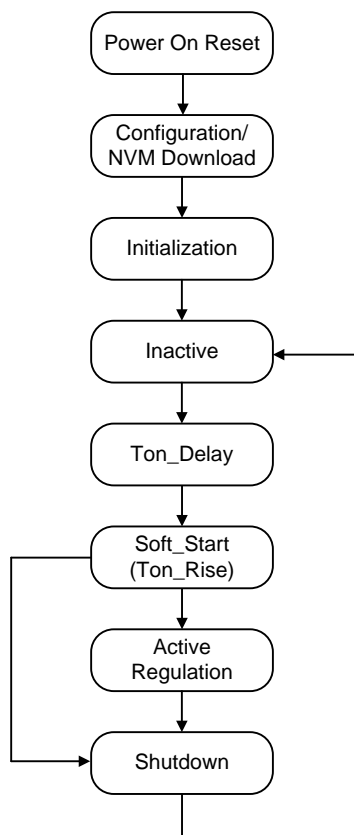 Power On Reset
Configuration/
NVM Download
Initialization
Inactive
Ton_Delay
Soft_Start
(Ton_Rise)
Active
Regulation
Shutdown